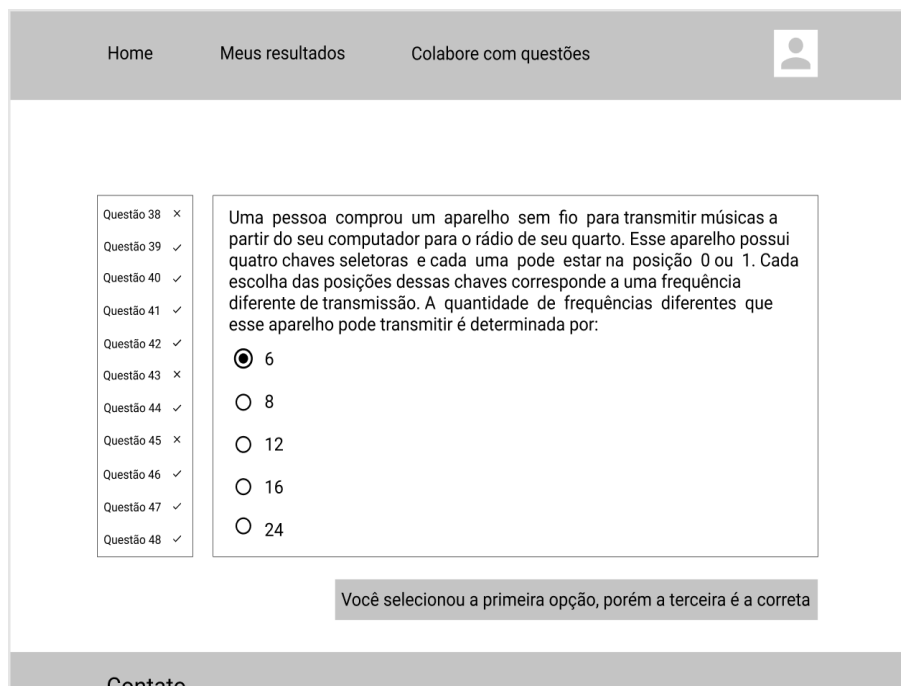 Home Meus resultados Colabore com questões
Questão 38 ×
Questão 39 ✓
Questão 40 ✓
Questão 41 ✓
Questão 42 ✓
Questão 43 ×
Questão 44 ✓
Questão 45 ×
Questão 46 ✓
Questão 47 ✓
Questão 48 ✓
Uma pessoa comprou um aparelho sem fio para transmitir músicas a
partir do seu computador para o rádio de seu quarto. Esse aparelho possui
quatro chaves seletoras e cada uma pode estar na posição 0 ou 1. Cada
escolha das posições dessas chaves corresponde a uma frequência
diferente de transmissão. A quantidade de frequências diferentes que
esse aparelho pode transmitir é determinada por:
6
8
12
16
24
Você selecionou a primeira opção, porém a terceira é a correta
Contato